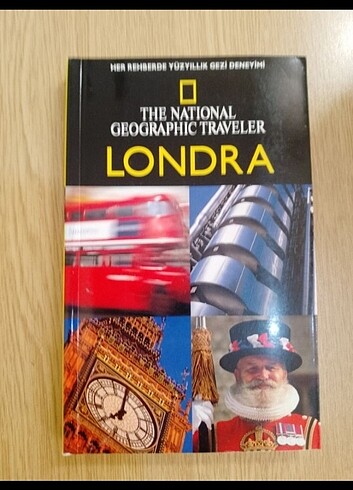 HER REHBERDE YÜZYILLIK GEZİ DENEYİMİ
THE NATIONAL
GEOGRAPHIC TRAVELER
LONDRA